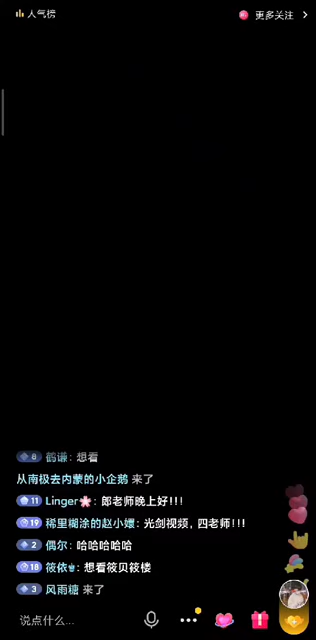 人气榜
更多关注
8 鹤谦：想看
从南极去内蒙的小企鹅 来了
11 Linger🌸：郎老师晚上好!!!
19 稀里糊涂的赵小嫘：光剑视频，四老师!!!
2 偶尔：哈哈哈哈哈
18 筱依♚：想看筱贝筱楼
3 风雨糖 来了
说点什么...